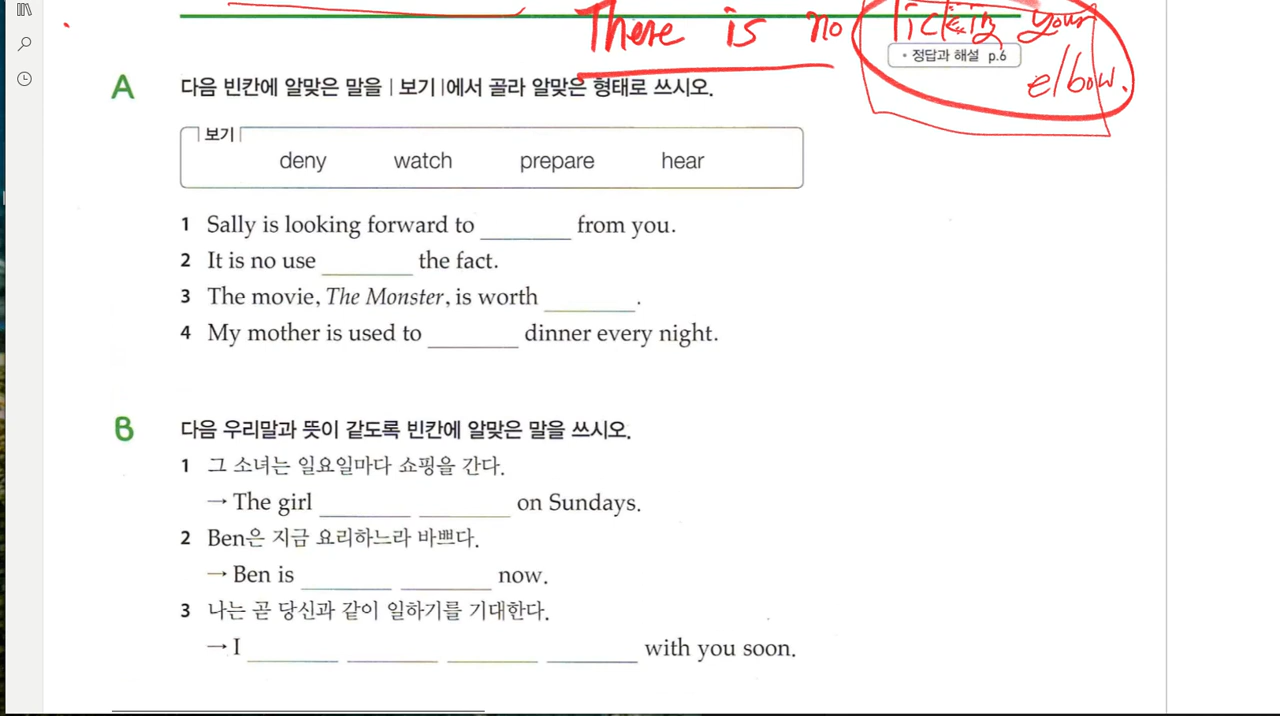 There is no licking your
elbow.
• 정답과 해설 p.6
A 다음 빈칸에 알맞은 말을 |보기|에서 골라 알맞은 형태로 쓰시오.
보기
deny watch prepare hear
1 Sally is looking forward to ________ from you.
2 It is no use ________ the fact.
3 The movie, The Monster, is worth ________.
4 My mother is used to ________ dinner every night.
B 다음 우리말과 뜻이 같도록 빈칸에 알맞은 말을 쓰시오.
1 그 소녀는 일요일마다 쇼핑을 간다.
→ The girl ________ ________ on Sundays.
2 Ben은 지금 요리하느라 바쁘다.
→ Ben is ________ ________ now.
3 나는 곧 당신과 같이 일하기를 기대한다.
→ I ________ ________ ________ ________ with you soon.